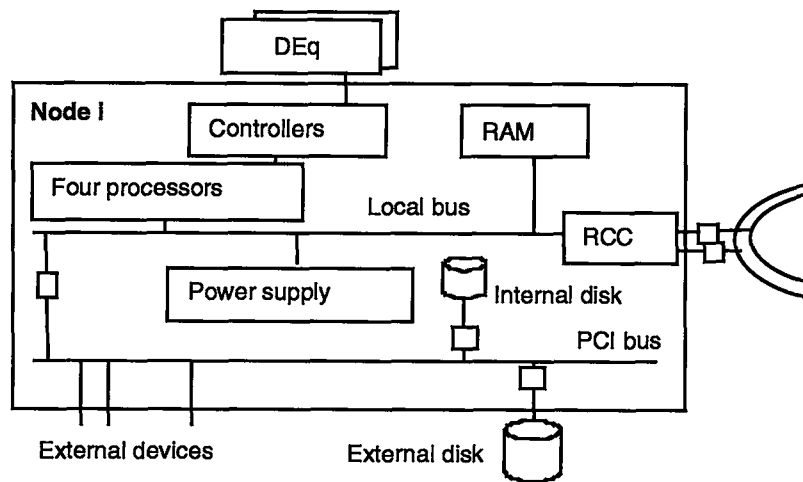 DEq
Node I
Controllers
RAM
Four processors
Local bus
RCC
Power supply
Internal disk
PCI bus
External devices
External disk